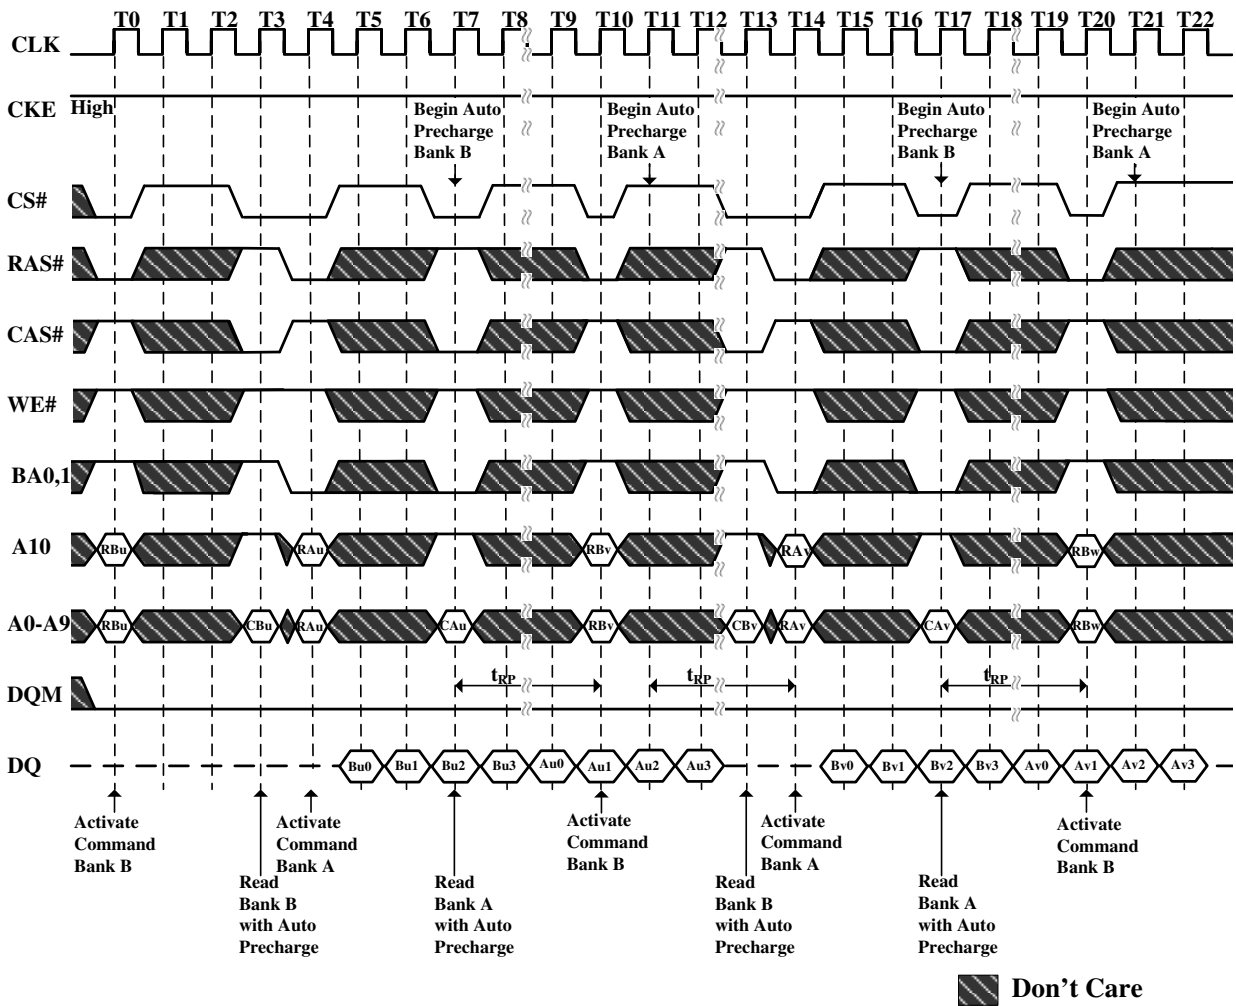 T0 T1 T2 T3 T4 T5 T6 T7 T8 T9 T10 T11 T12 T13 T14 T15 T16 T17 T18 T19 T20 T21 T22
CLK
CKE High
Begin Auto
Precharge
Bank B
Begin Auto
Precharge
Bank A
Begin Auto
Precharge
Bank B
Begin Auto
Precharge
Bank A
CS#
RAS#
CAS#
WE#
BA0,1
A10 RBu RAu RBv RAv RBw
A0-A9 RBu CBu RAu CAu RBv CBv RAv CAv RBw
DQM tRP tRP tRP
DQ Bu0 Bu1 Bu2 Bu3 Au0 Au1 Au2 Au3 Bv0 Bv1 Bv2 Bv3 Av0 Av1 Av2 Av3
Activate
Command
Bank B
Read
Bank B
with Auto
Precharge
Activate
Command
Bank A
Read
Bank A
with Auto
Precharge
Activate
Command
Bank B
Read
Bank B
with Auto
Precharge
Activate
Command
Bank A
Read
Bank A
with Auto
Precharge
Activate
Command
Bank B
Don't Care